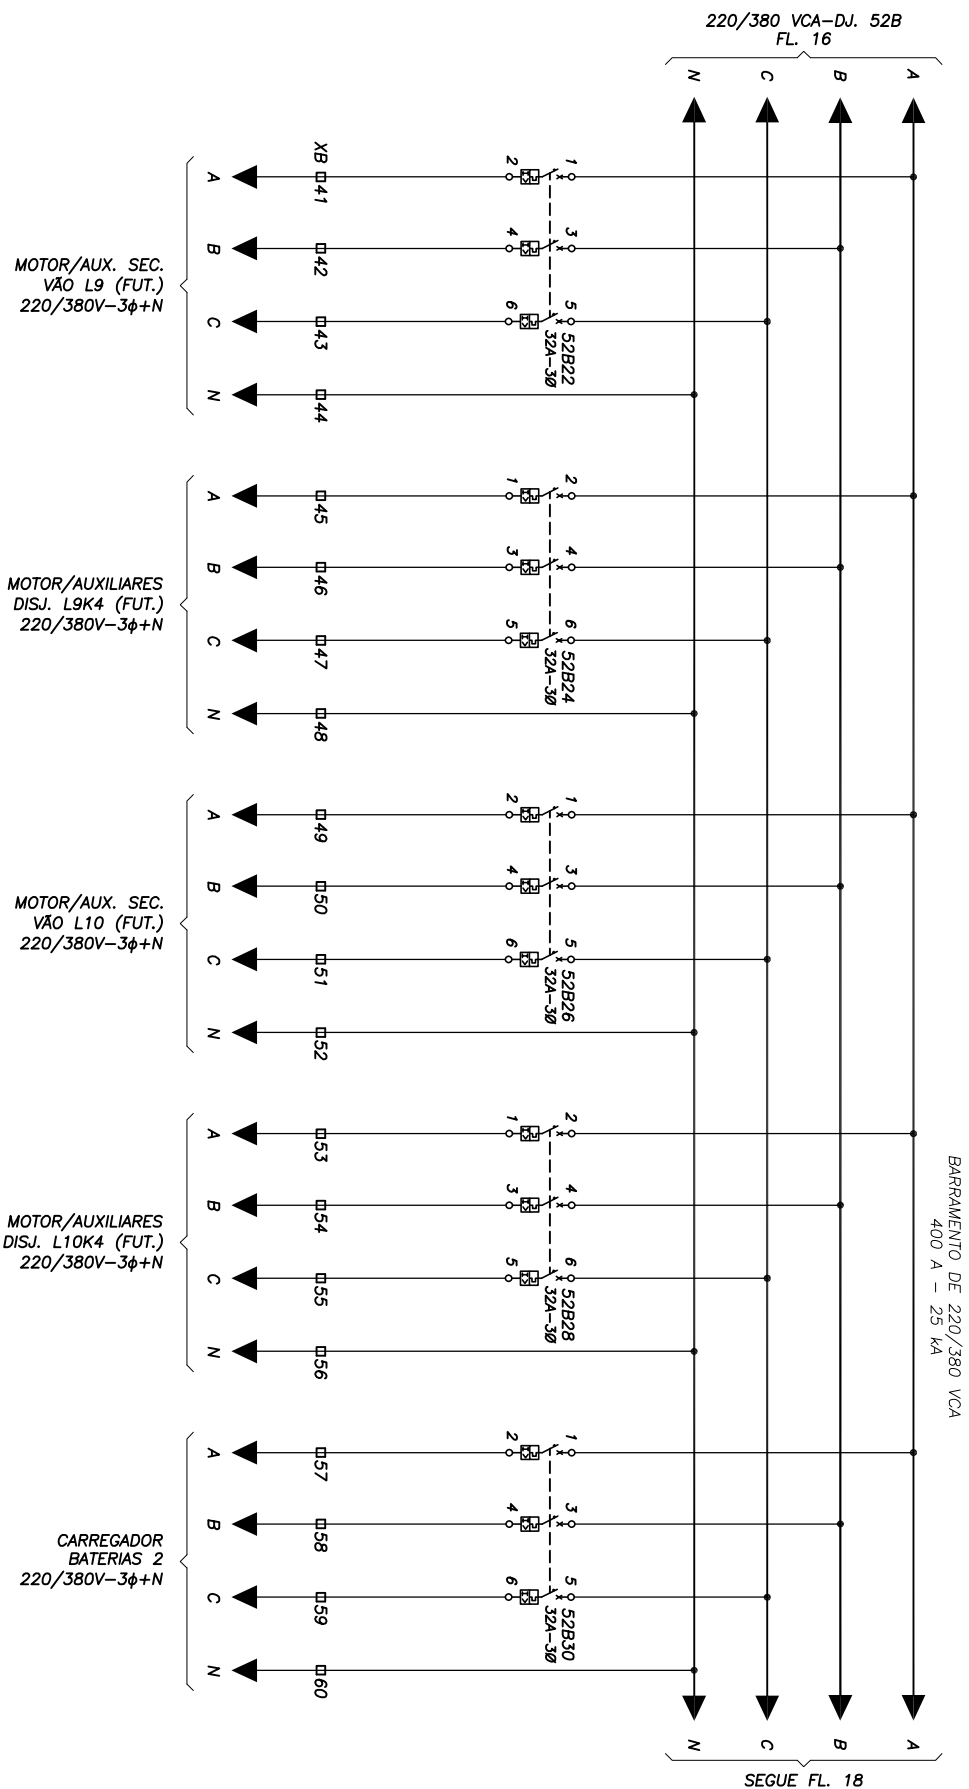 220/380 VCA-DJ. 52B
FL. 16
N
C
B
A
XB
41
2
1
A
42
4
3
B
43
6
5
C
52B22
32A-3Ø
44
N
MOTOR/AUX. SEC.
VÃO L9 (FUT.)
220/380V-3ϕ+N
45
1
2
A
46
3
4
B
47
5
6
C
52B24
32A-3Ø
48
N
MOTOR/AUXILIARES
DISJ. L9K4 (FUT.)
220/380V-3ϕ+N
49
2
1
A
50
4
3
B
51
6
5
C
52B26
32A-3Ø
52
N
MOTOR/AUX. SEC.
VÃO L10 (FUT.)
220/380V-3ϕ+N
53
1
2
A
54
3
4
B
55
5
6
C
52B28
32A-3Ø
56
N
MOTOR/AUXILIARES
DISJ. L10K4 (FUT.)
220/380V-3ϕ+N
BARRAMENTO DE 220/380 VCA
400 A - 25 kA
57
2
1
A
58
4
3
B
59
6
5
C
52B30
32A-3Ø
60
N
CARREGADOR
BATERIAS 2
220/380V-3ϕ+N
N
C
B
A
SEGUE FL. 18